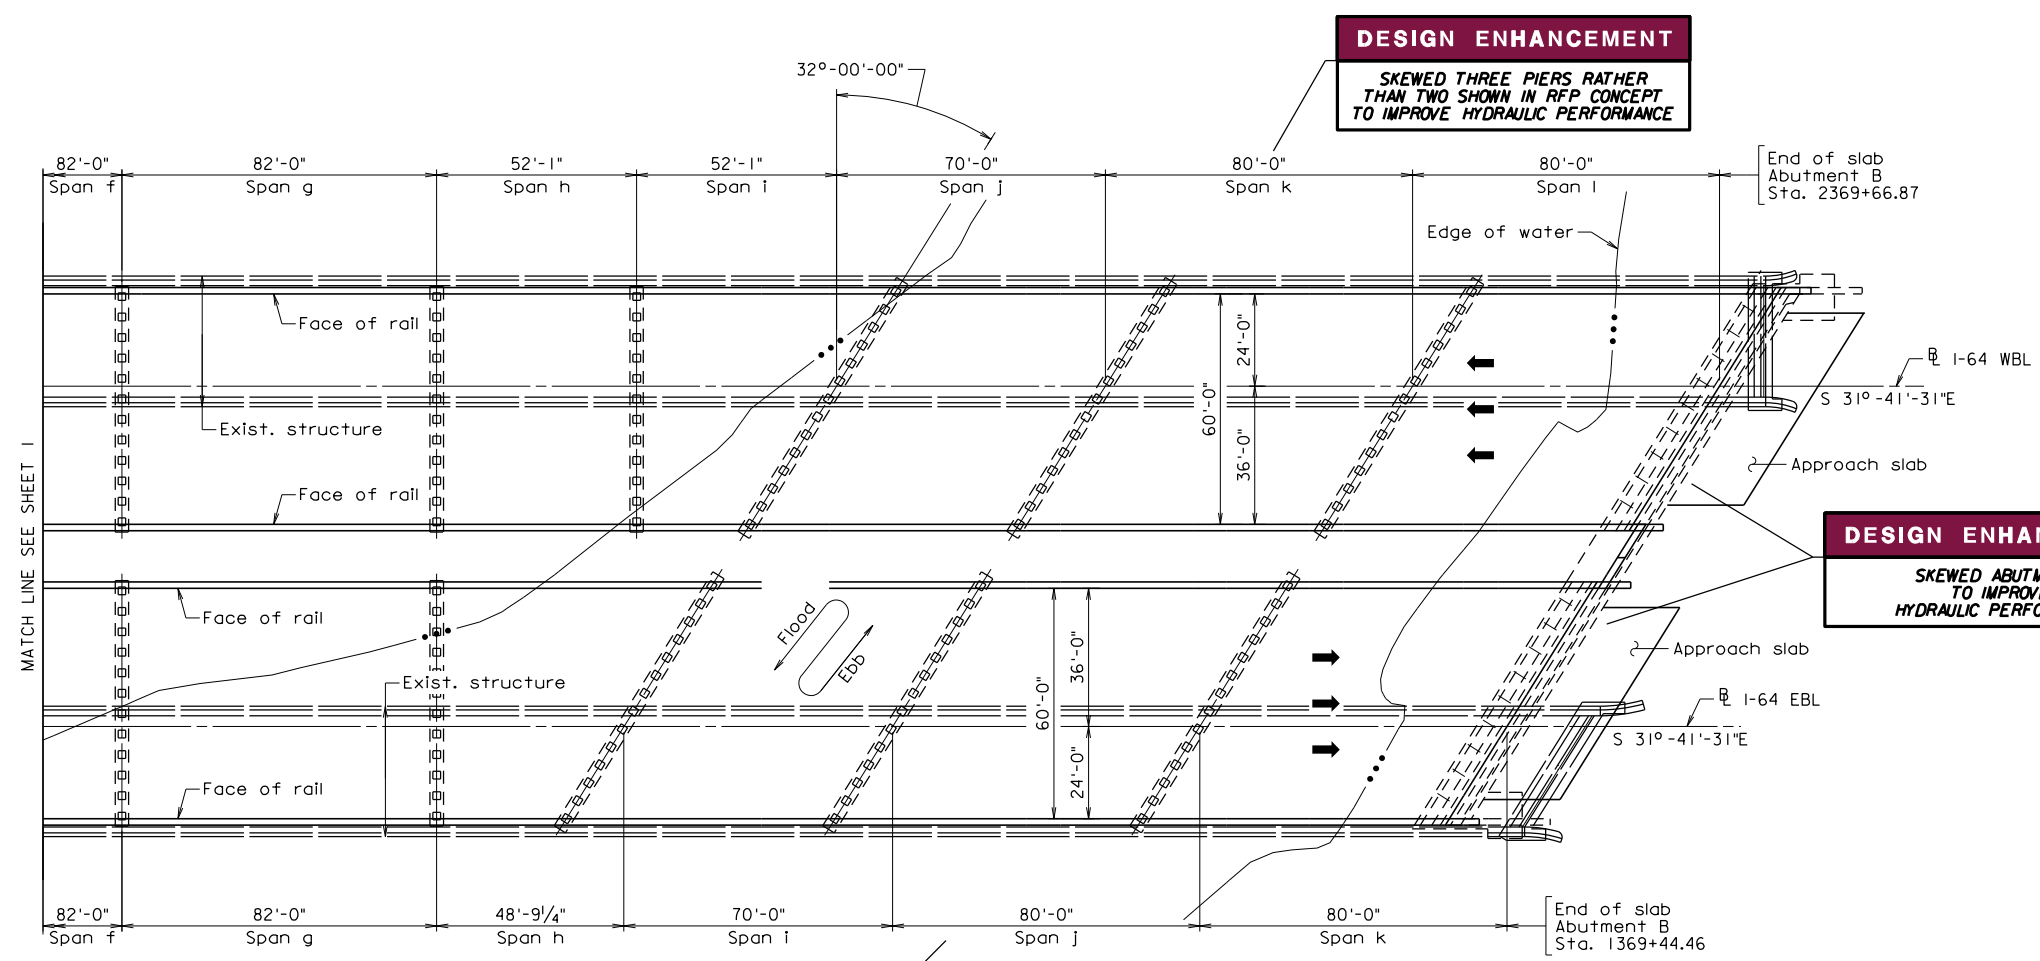 DESIGN ENHANCEMENT
SKEWED THREE PIERS RATHER
THAN TWO SHOWN IN RFP CONCEPT
TO IMPROVE HYDRAULIC PERFORMANCE
32°-00'-00"
82'-0"
82'-0"
52'-1"
52'-1"
70'-0"
80'-0"
80'-0"
Span f
Span g
Span h
Span i
Span j
Span k
Span l
End of slab
Abutment B
Sta. 2369+66.87
Edge of water
Face of rail
24'-0"
60'-0"
36'-0"
Exist. structure
I-64 WBL
S 31°-41'-31"E
Approach slab
Face of rail
MATCH LINE SEE SHEET 1
DESIGN ENHAN
SKEWED ABUTM
TO IMPROV
HYDRAULIC PERFO
Face of rail
Flood
Ebb
36'-0"
60'-0"
24'-0"
Approach slab
Exist. structure
I-64 EBL
S 31°-41'-31"E
Face of rail
82'-0"
82'-0"
48'-9 1/4"
70'-0"
80'-0"
80'-0"
Span f
Span g
Span h
Span i
Span j
Span k
End of slab
Abutment B
Sta. 1369+44.46